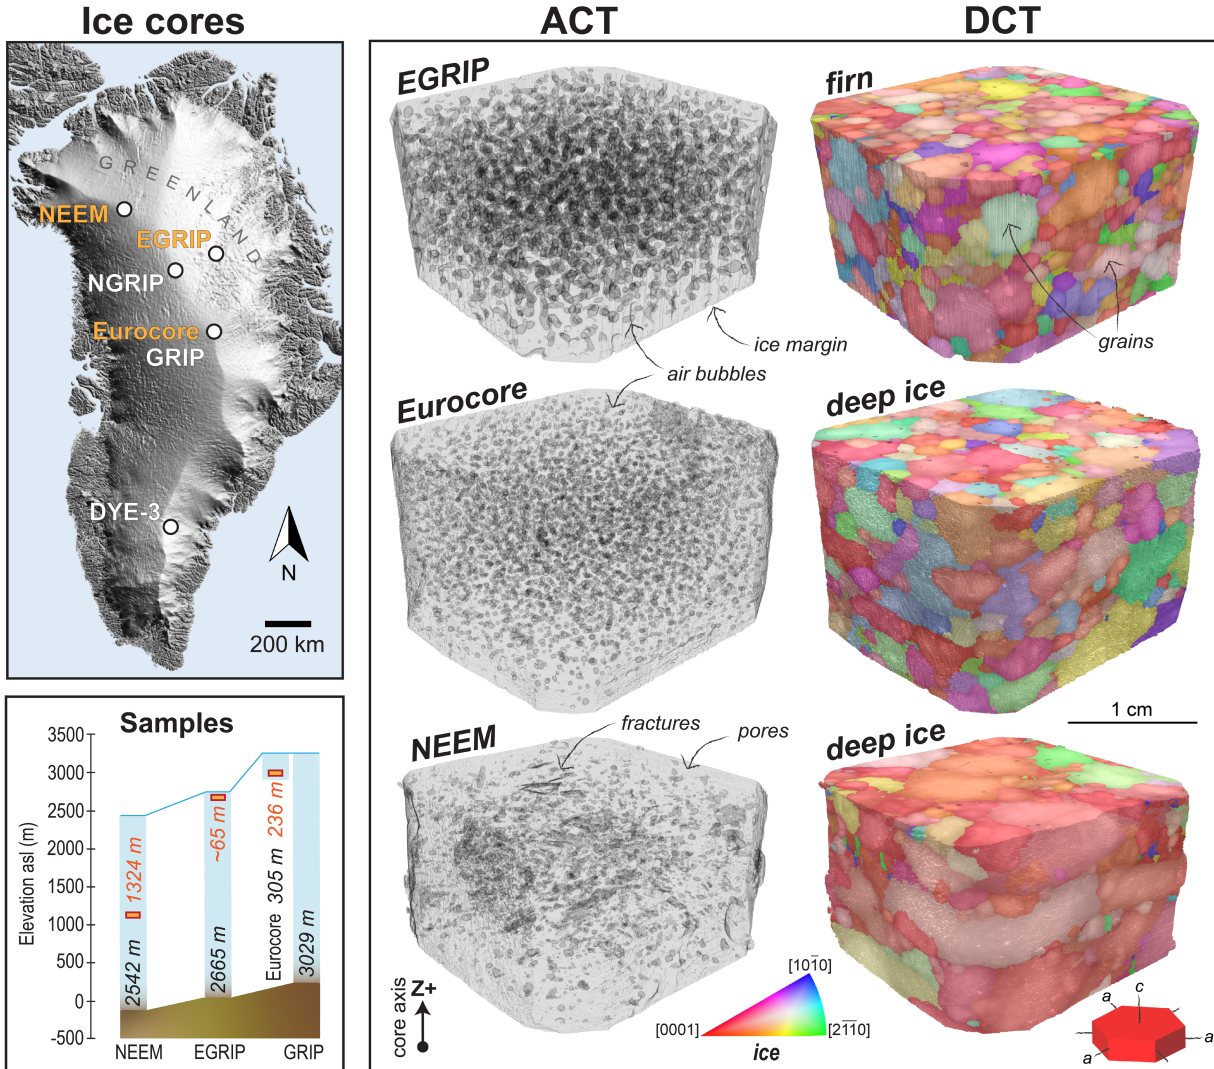 Ice cores
GREENLAND
NEEM
EGRIP
NGRIP
Eurocore
GRIP
DYE-3
N
200 km
Samples
Elevation asl (m)
3500
3000
2500
2000
1500
1000
500
0
-500
1324 m
2542 m
~65 m
2665 m
236 m
Eurocore 305 m
3029 m
NEEM
EGRIP
GRIP
ACT
DCT
EGRIP
firn
ice margin
air bubbles
grains
Eurocore
deep ice
1 cm
NEEM
fractures
pores
deep ice
core axis
Z+
[0001]
[101̅0]
[21̅1̅0]
ice
c
a
a
a